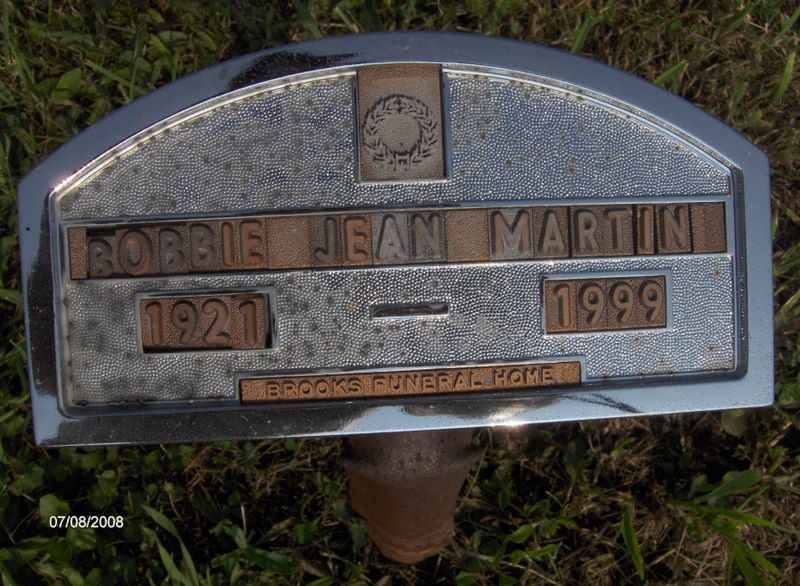 BOBBIE JEAN MARTIN
1921 - 1999
BROOKS FUNERAL HOME
07/08/2008